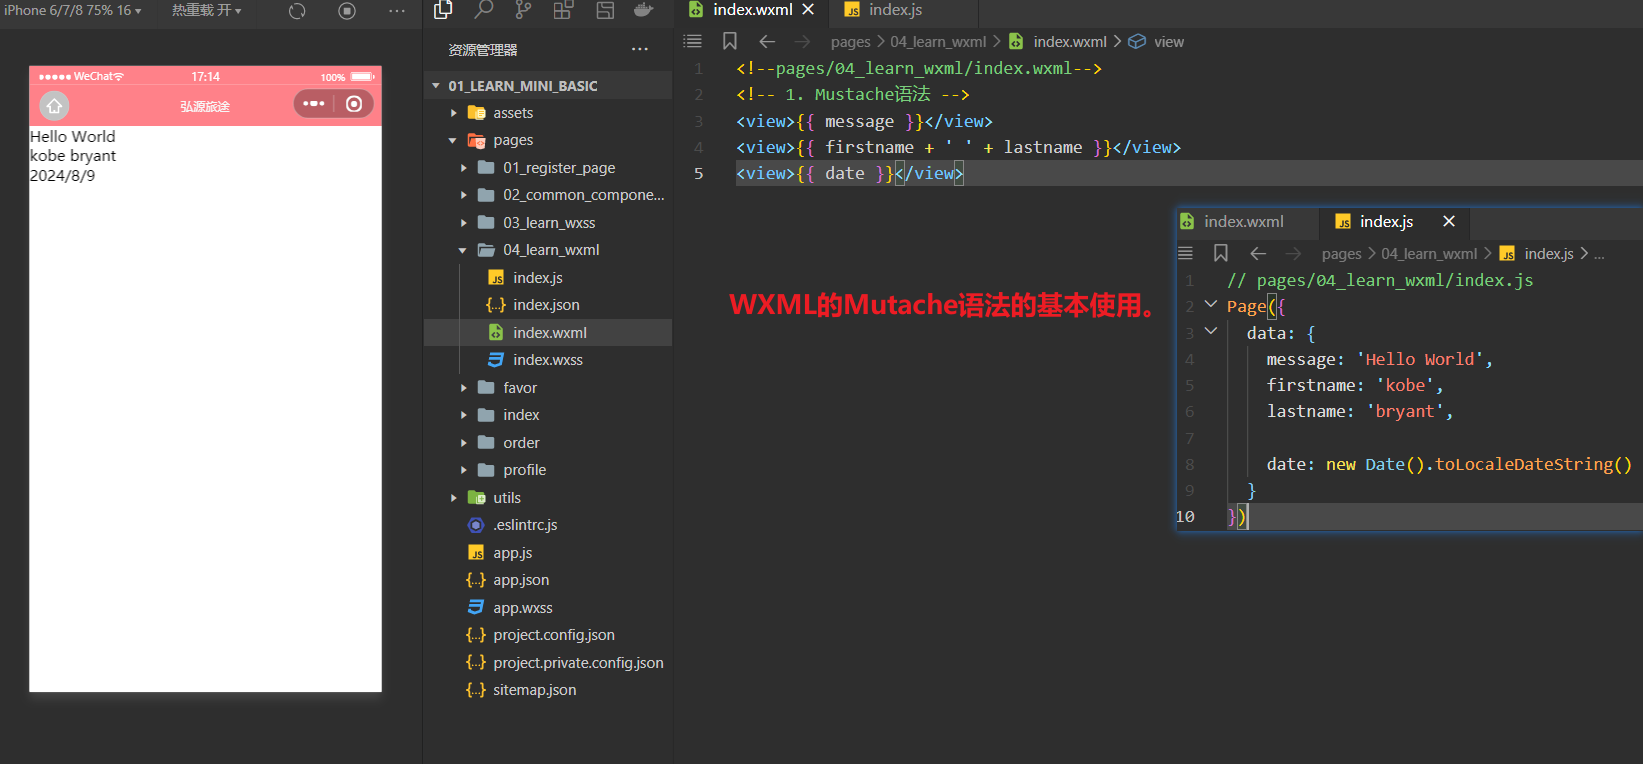 iPhone 6/7/8 75% 16
热重载 开
WeChat
17:14
100%
弘源旅途
Hello World
kobe bryant
2024/8/9
资源管理器
01_LEARN_MINI_BASIC
assets
pages
01_register_page
02_common_compone...
03_learn_wxss
04_learn_wxml
index.js
index.json
index.wxml
index.wxss
favor
index
order
profile
utils
.eslintrc.js
app.js
app.json
app.wxss
project.config.json
project.private.config.json
sitemap.json
index.wxml
index.js
pages > 04_learn_wxml > index.wxml > view
1 <!--pages/04_learn_wxml/index.wxml-->
2 <!-- 1. Mustache语法 -->
3 <view>{{ message }}</view>
4 <view>{{ firstname + ' ' + lastname }}</view>
5 <view>{{ date }}</view>
WXML的Mutache语法的基本使用。
index.wxml
index.js
pages > 04_learn_wxml > index.js > ...
1 // pages/04_learn_wxml/index.js
2 Page({
3 data: {
4 message: 'Hello World',
5 firstname: 'kobe',
6 lastname: 'bryant',
7
8 date: new Date().toLocaleDateString()
9 }
10 })